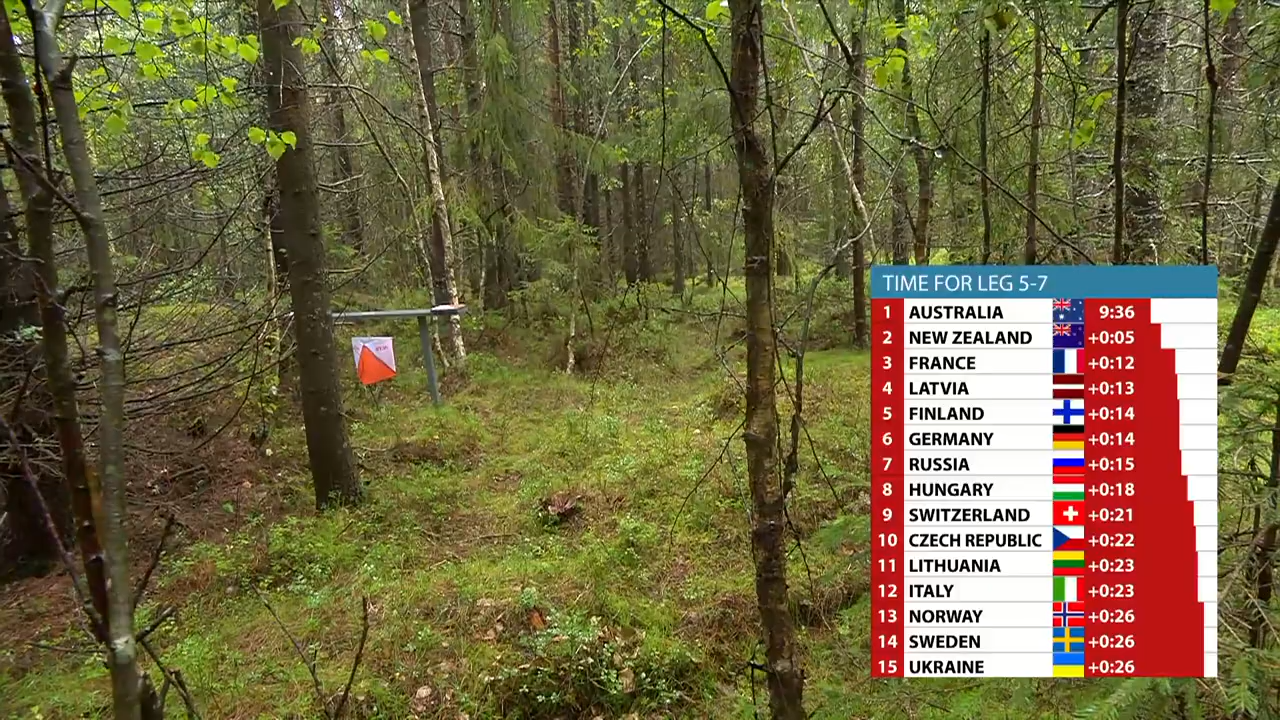 TIME FOR LEG 5-7
1 AUSTRALIA 9:36
2 NEW ZEALAND +0:05
3 FRANCE +0:12
4 LATVIA +0:13
5 FINLAND +0:14
6 GERMANY +0:14
7 RUSSIA +0:15
8 HUNGARY +0:18
9 SWITZERLAND +0:21
10 CZECH REPUBLIC +0:22
11 LITHUANIA +0:23
12 ITALY +0:23
13 NORWAY +0:26
14 SWEDEN +0:26
15 UKRAINE +0:26